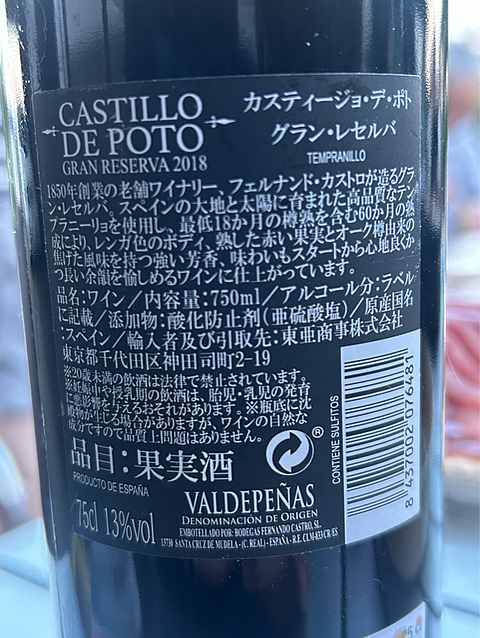 CASTILLO
DE POTO
GRAN RESERVA 2018
カスティージョ・デ・ポト
グラン・レセルバ
TEMPRANILLO
1850年創業の老舗ワイナリー、フェルナンド・カストロが造るグラ
ン・レセルバ。スペインの大地と太陽に育まれた高品質なテン
プラニーリョを使用し、最低18か月の樽熟を含む60か月の熟
成により、レンガ色のボディ、熟した赤い果実とオーク樽由来の
焦げた風味を持つ強い芳香、味わいもスタートから心地良くか
つ長い余韻を愉しめるワインに仕上がっています。
品名:ワイン/内容量:750ml/アルコール分:ラベル
に記載/添加物:酸化防止剤(亜硫酸塩)/原産国名
:スペイン/輸入者及び引取先:東亜商事株式会社
東京都千代田区神田司町2-19
※20歳未満の飲酒は法律で禁止されています。
※妊娠中や授乳期の飲酒は、胎児・乳児の発育
に悪影響を与えるおそれがあります。※瓶底に沈
殿物が生じる場合がありますが、ワインの自然な
成分ですので品質上問題はありません。
品目:果実酒
PRODUCTO DE ESPAÑA
75cl 13%vol
®
VALDEPEÑAS
DENOMINACIÓN DE ORIGEN
EMBOTELLADO POR: BODEGAS FERNANDO CASTRO, SL
13730 SANTA CRUZ DE MUDELA (C. REAL) - ESPAÑA - R.E. CLM-833 CR/ES
CONTIENE SULFITOS
8 437002 076481